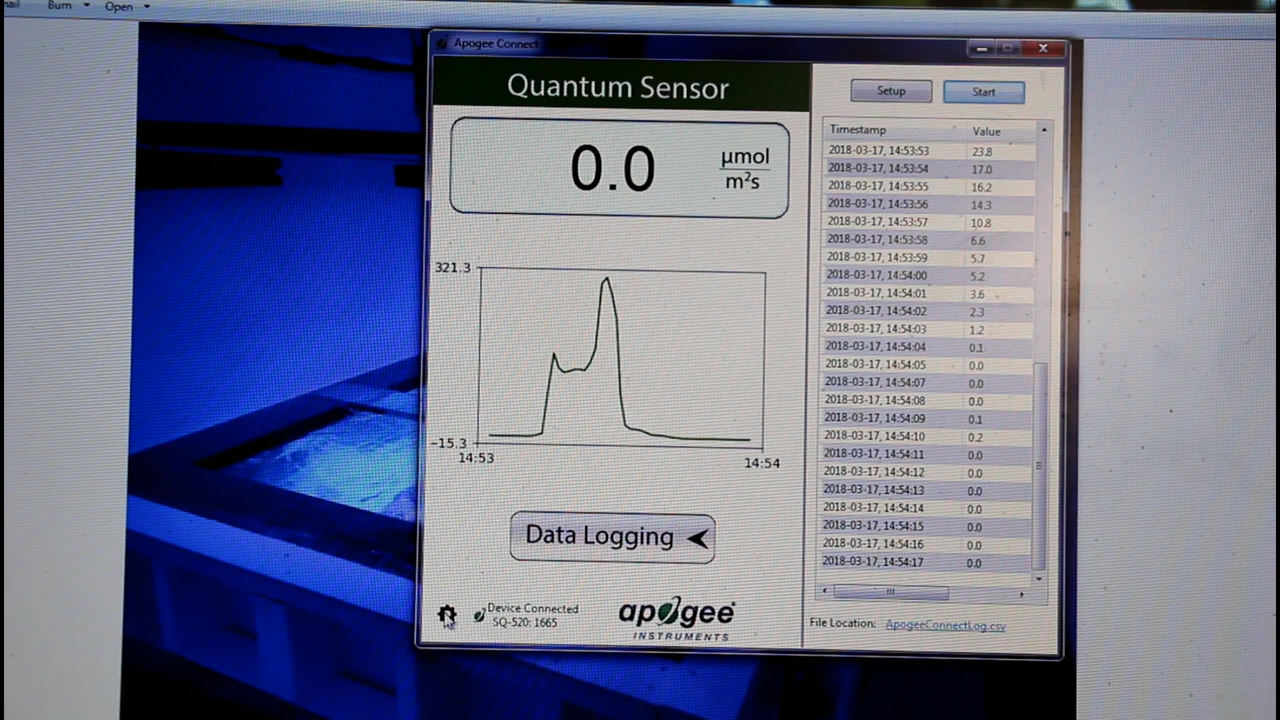 Burn
Open
Apogee Connect
Quantum Sensor
0.0
µmol
m²s
321.3
-15.3
14:53
14:54
Data Logging
Device Connected
SQ-520: 1665
apogee
INSTRUMENTS
Setup
Start
Timestamp Value
2018-03-17, 14:53:53 23.8
2018-03-17, 14:53:54 17.0
2018-03-17, 14:53:55 16.2
2018-03-17, 14:53:56 14.3
2018-03-17, 14:53:57 10.8
2018-03-17, 14:53:58 6.6
2018-03-17, 14:53:59 5.7
2018-03-17, 14:54:00 5.2
2018-03-17, 14:54:01 3.6
2018-03-17, 14:54:02 2.3
2018-03-17, 14:54:03 1.2
2018-03-17, 14:54:04 0.1
2018-03-17, 14:54:05 0.0
2018-03-17, 14:54:07 0.0
2018-03-17, 14:54:08 0.0
2018-03-17, 14:54:09 0.1
2018-03-17, 14:54:10 0.2
2018-03-17, 14:54:11 0.0
2018-03-17, 14:54:12 0.0
2018-03-17, 14:54:13 0.0
2018-03-17, 14:54:14 0.0
2018-03-17, 14:54:15 0.0
2018-03-17, 14:54:16 0.0
2018-03-17, 14:54:17 0.0
File Location: ApogeeConnectLog.csv